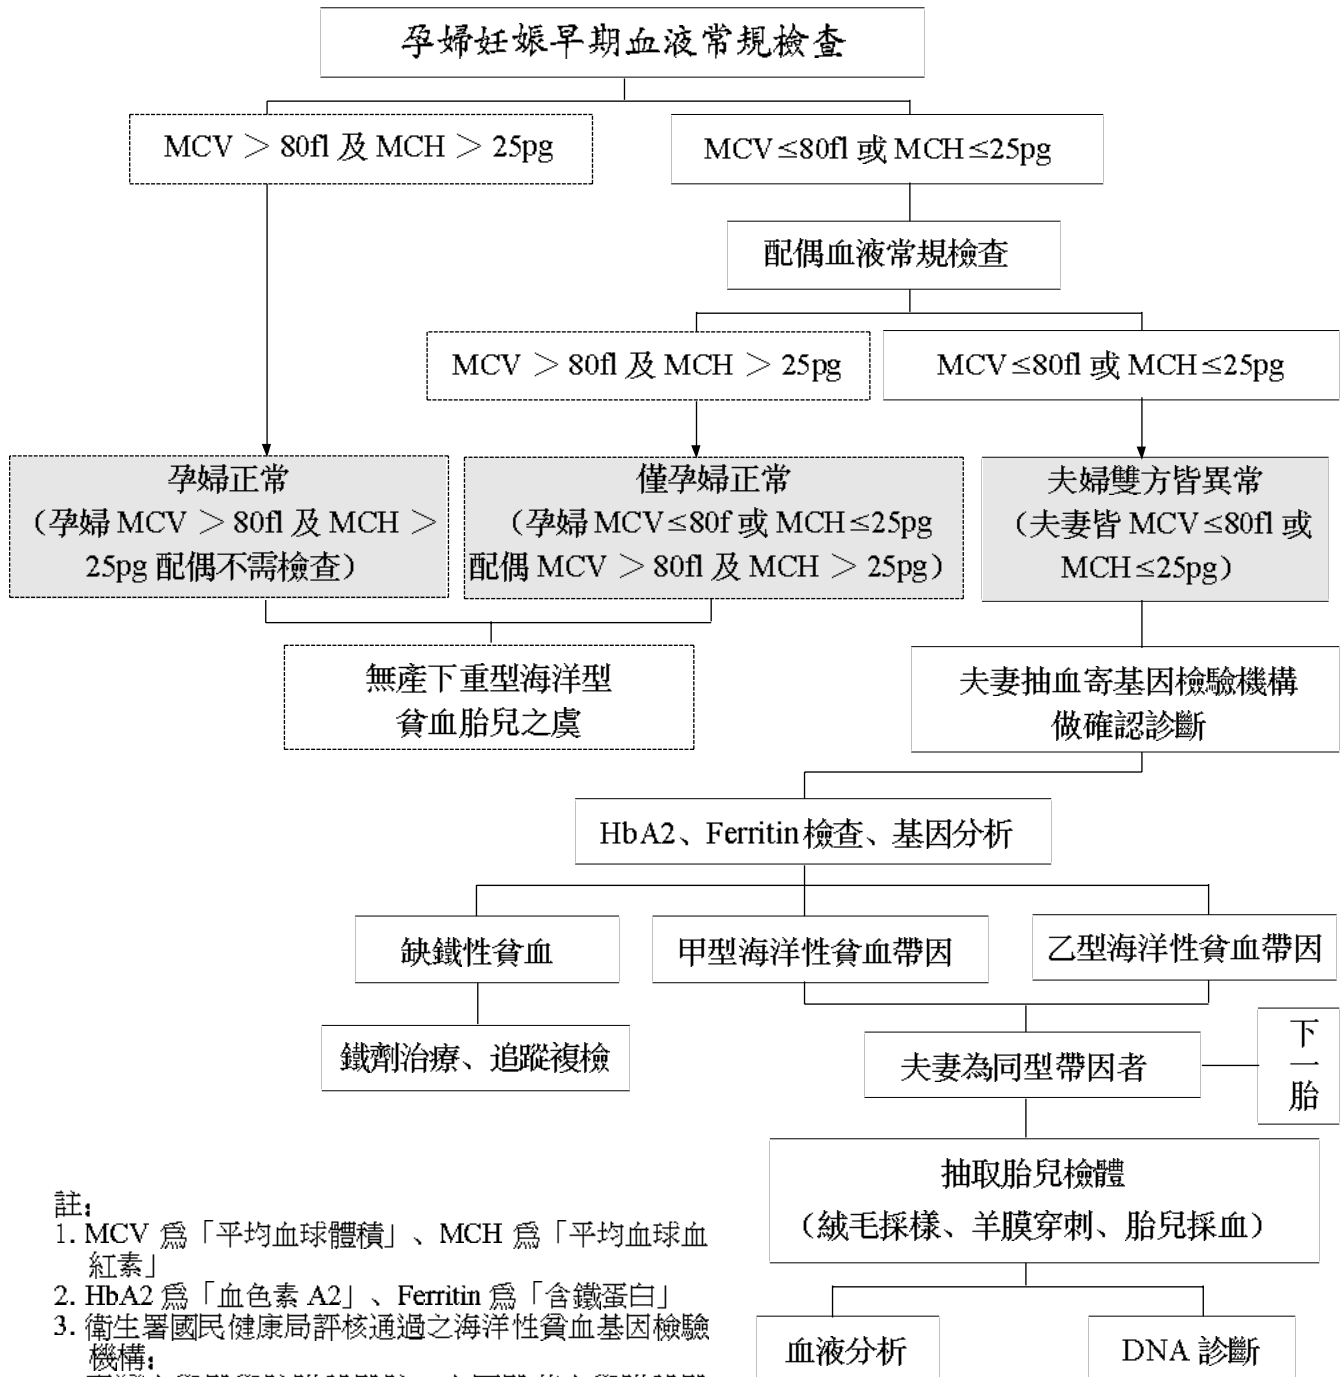 孕婦妊娠早期血液常規檢查
MCV > 80fl 及 MCH > 25pg
MCV≤80fl 或 MCH≤25pg
配偶血液常規檢查
MCV > 80fl 及 MCH > 25pg
MCV≤80fl 或 MCH≤25pg
孕婦正常
（孕婦 MCV > 80fl 及 MCH >
25pg 配偶不需檢查）
僅孕婦正常
（孕婦 MCV≤80f 或 MCH≤25pg
配偶 MCV > 80fl 及 MCH > 25pg）
夫婦雙方皆異常
（夫妻皆 MCV≤80fl 或
MCH≤25pg）
無產下重型海洋型
貧血胎兒之虞
夫妻抽血寄基因檢驗機構
做確認診斷
HbA2、Ferritin 檢查、基因分析
缺鐵性貧血
甲型海洋性貧血帶因
乙型海洋性貧血帶因
鐵劑治療、追蹤複檢
夫妻為同型帶因者
下
一
胎
抽取胎兒檢體
（絨毛採樣、羊膜穿刺、胎兒採血）
血液分析
DNA 診斷
註：
1. MCV 為「平均血球體積」、MCH 為「平均血球血
紅素」
2. HbA2 為「血色素 A2」、Ferritin 為「含鐵蛋白」
3. 衛生署國民健康局評核通過之海洋性貧血基因檢驗
機構：